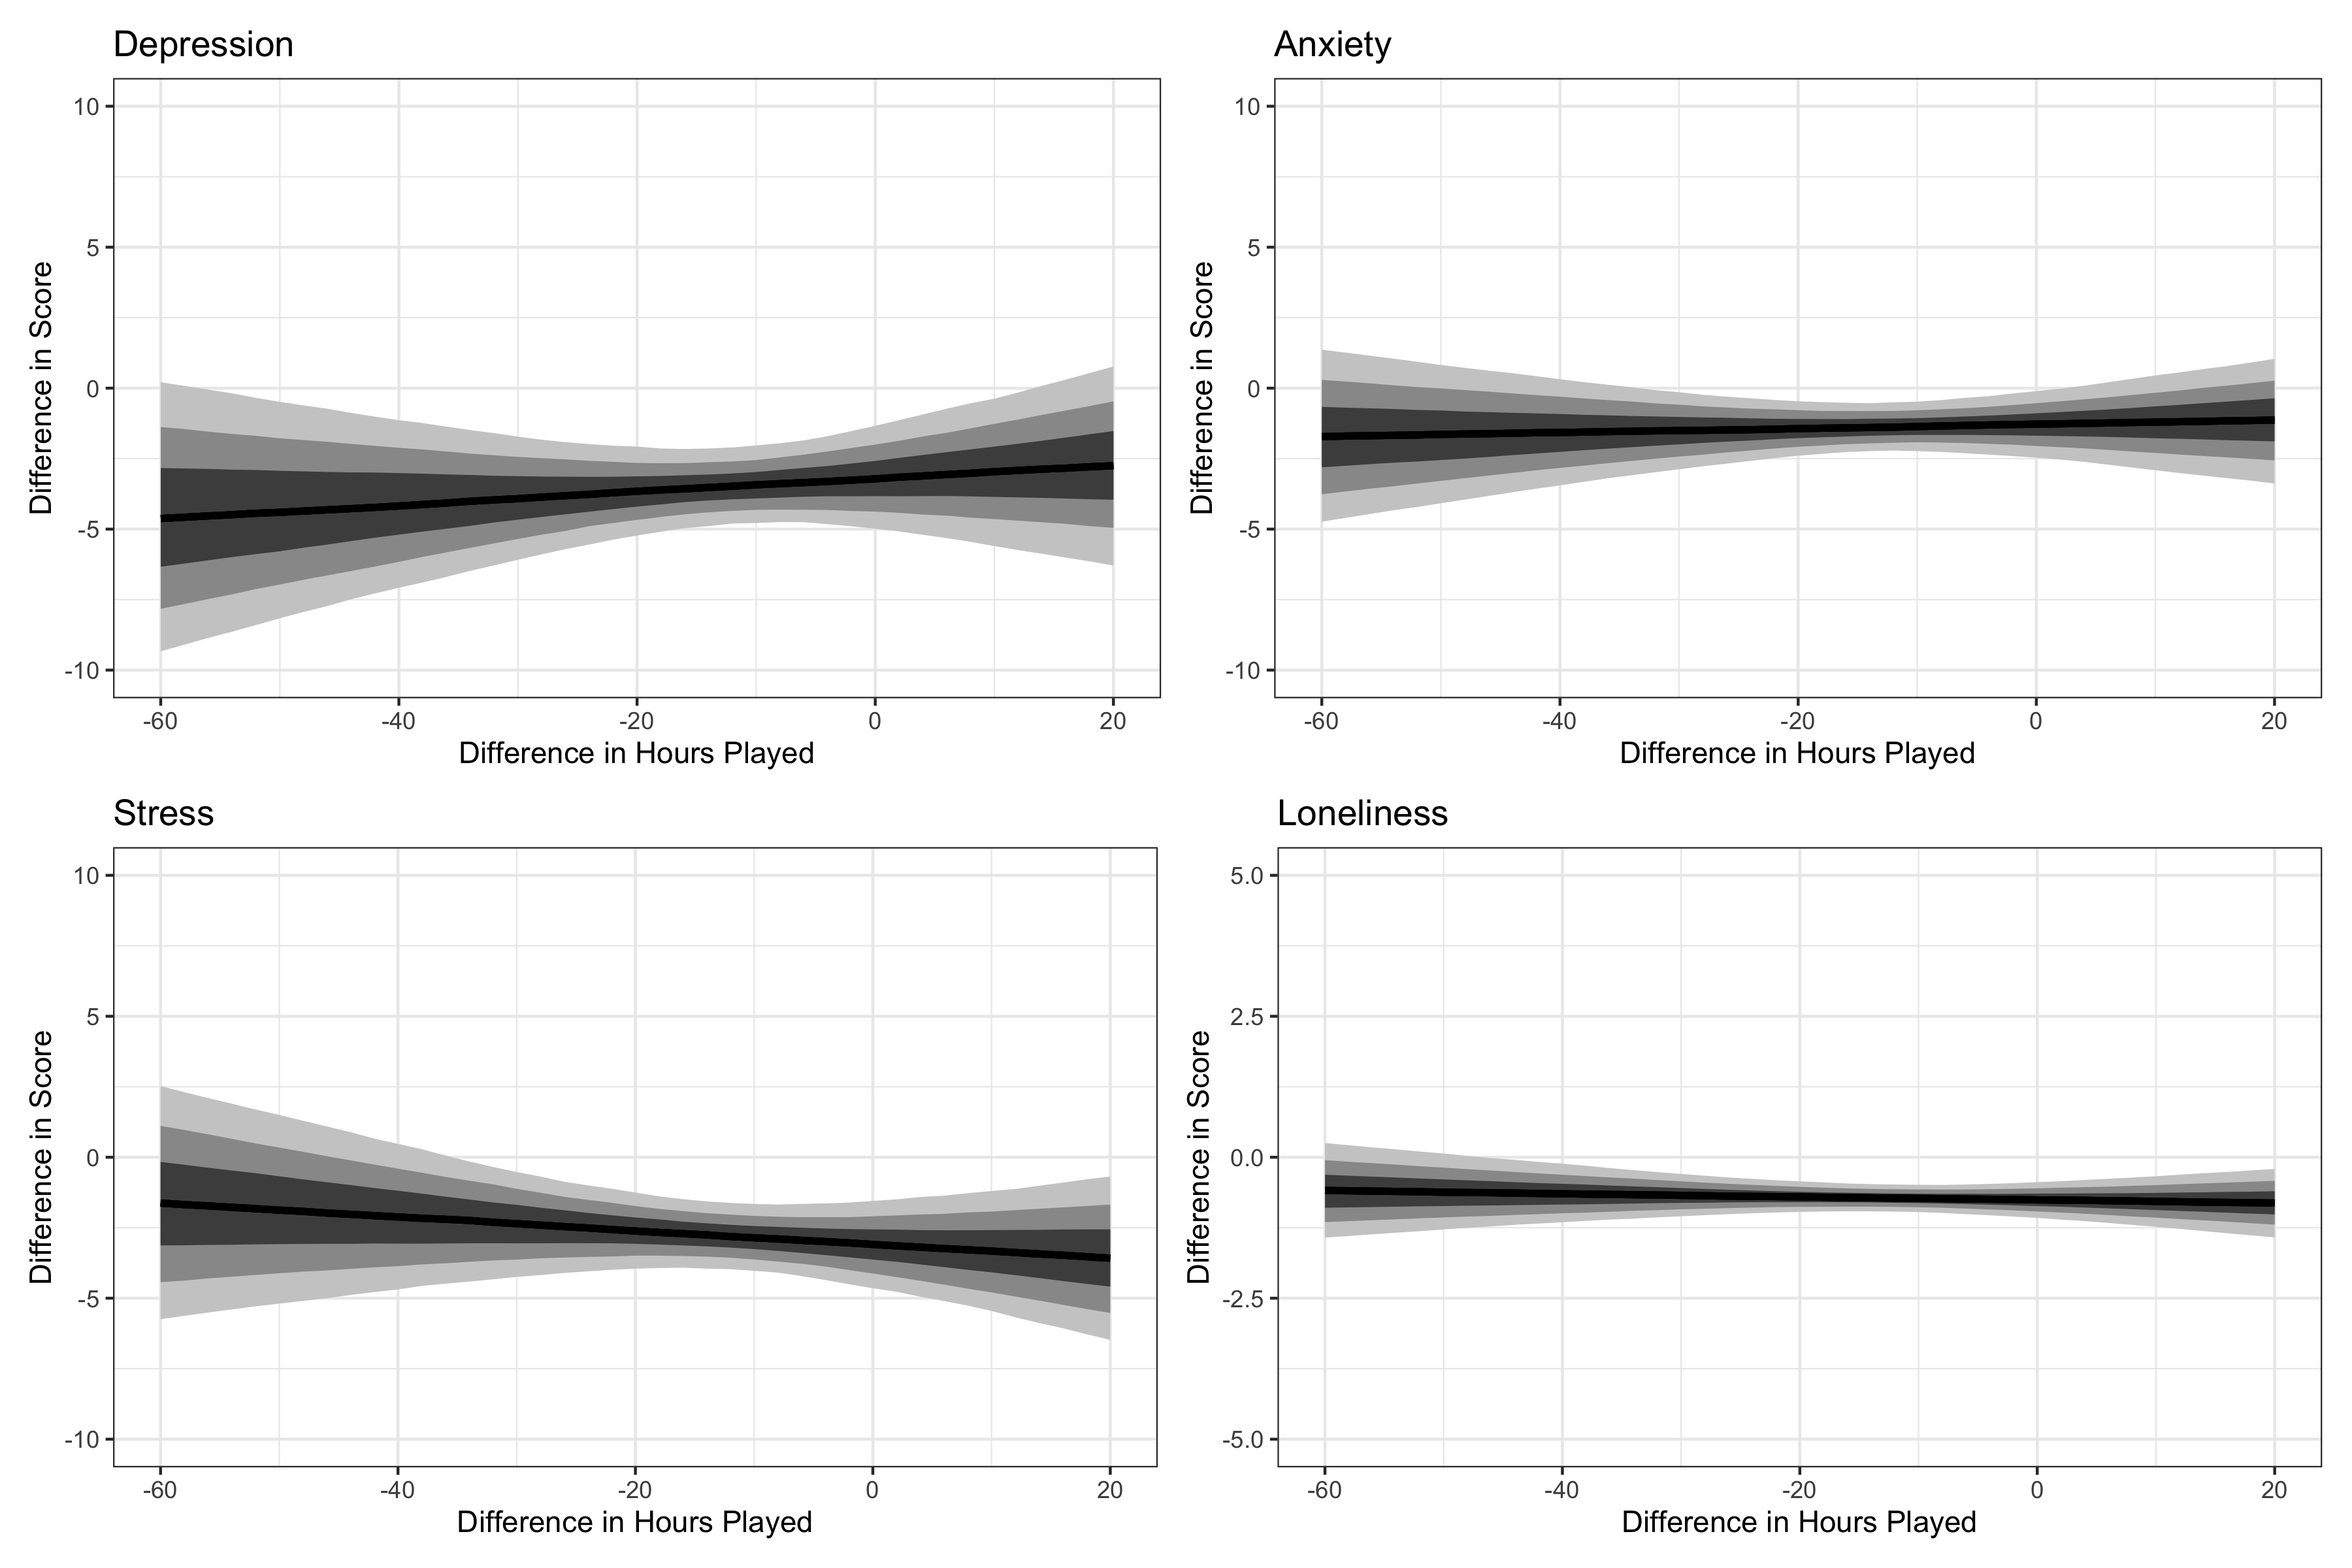 Depression
Anxiety
10
5
0
-5
-10
Difference in Score
-60 -40 -20 0 20
Difference in Hours Played
10
5
0
-5
-10
Difference in Score
-60 -40 -20 0 20
Difference in Hours Played
Stress
Loneliness
10
5
0
-5
-10
Difference in Score
-60 -40 -20 0 20
Difference in Hours Played
5.0
2.5
0.0
-2.5
-5.0
Difference in Score
-60 -40 -20 0 20
Difference in Hours Played